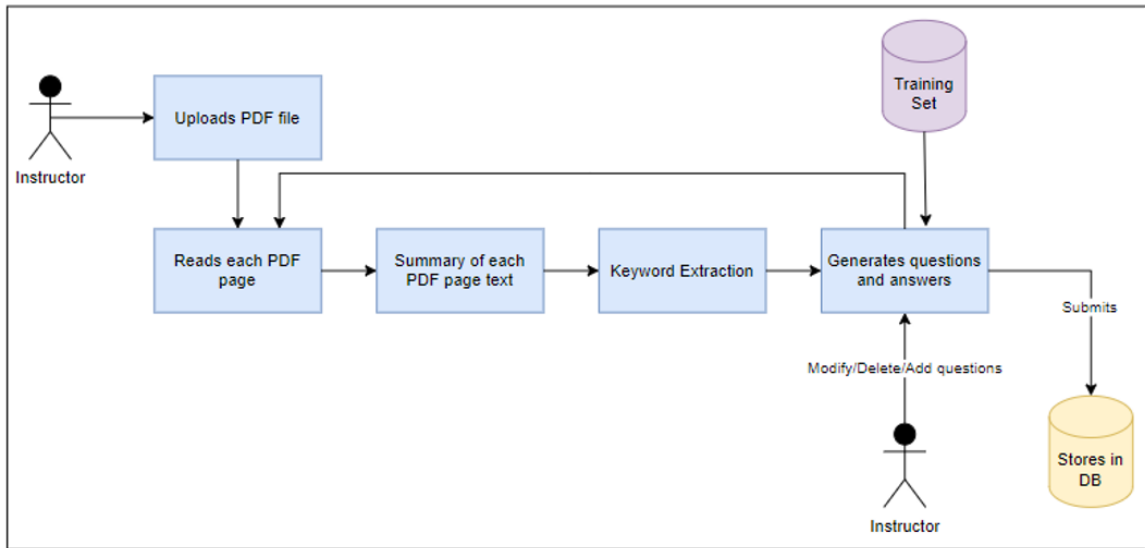 Training
Set
Uploads PDF file
Instructor
Reads each PDF
page
Summary of each
PDF page text
Keyword Extraction
Generates questions
and answers
Submits
Modify/Delete/Add questions
Stores in
DB
Instructor